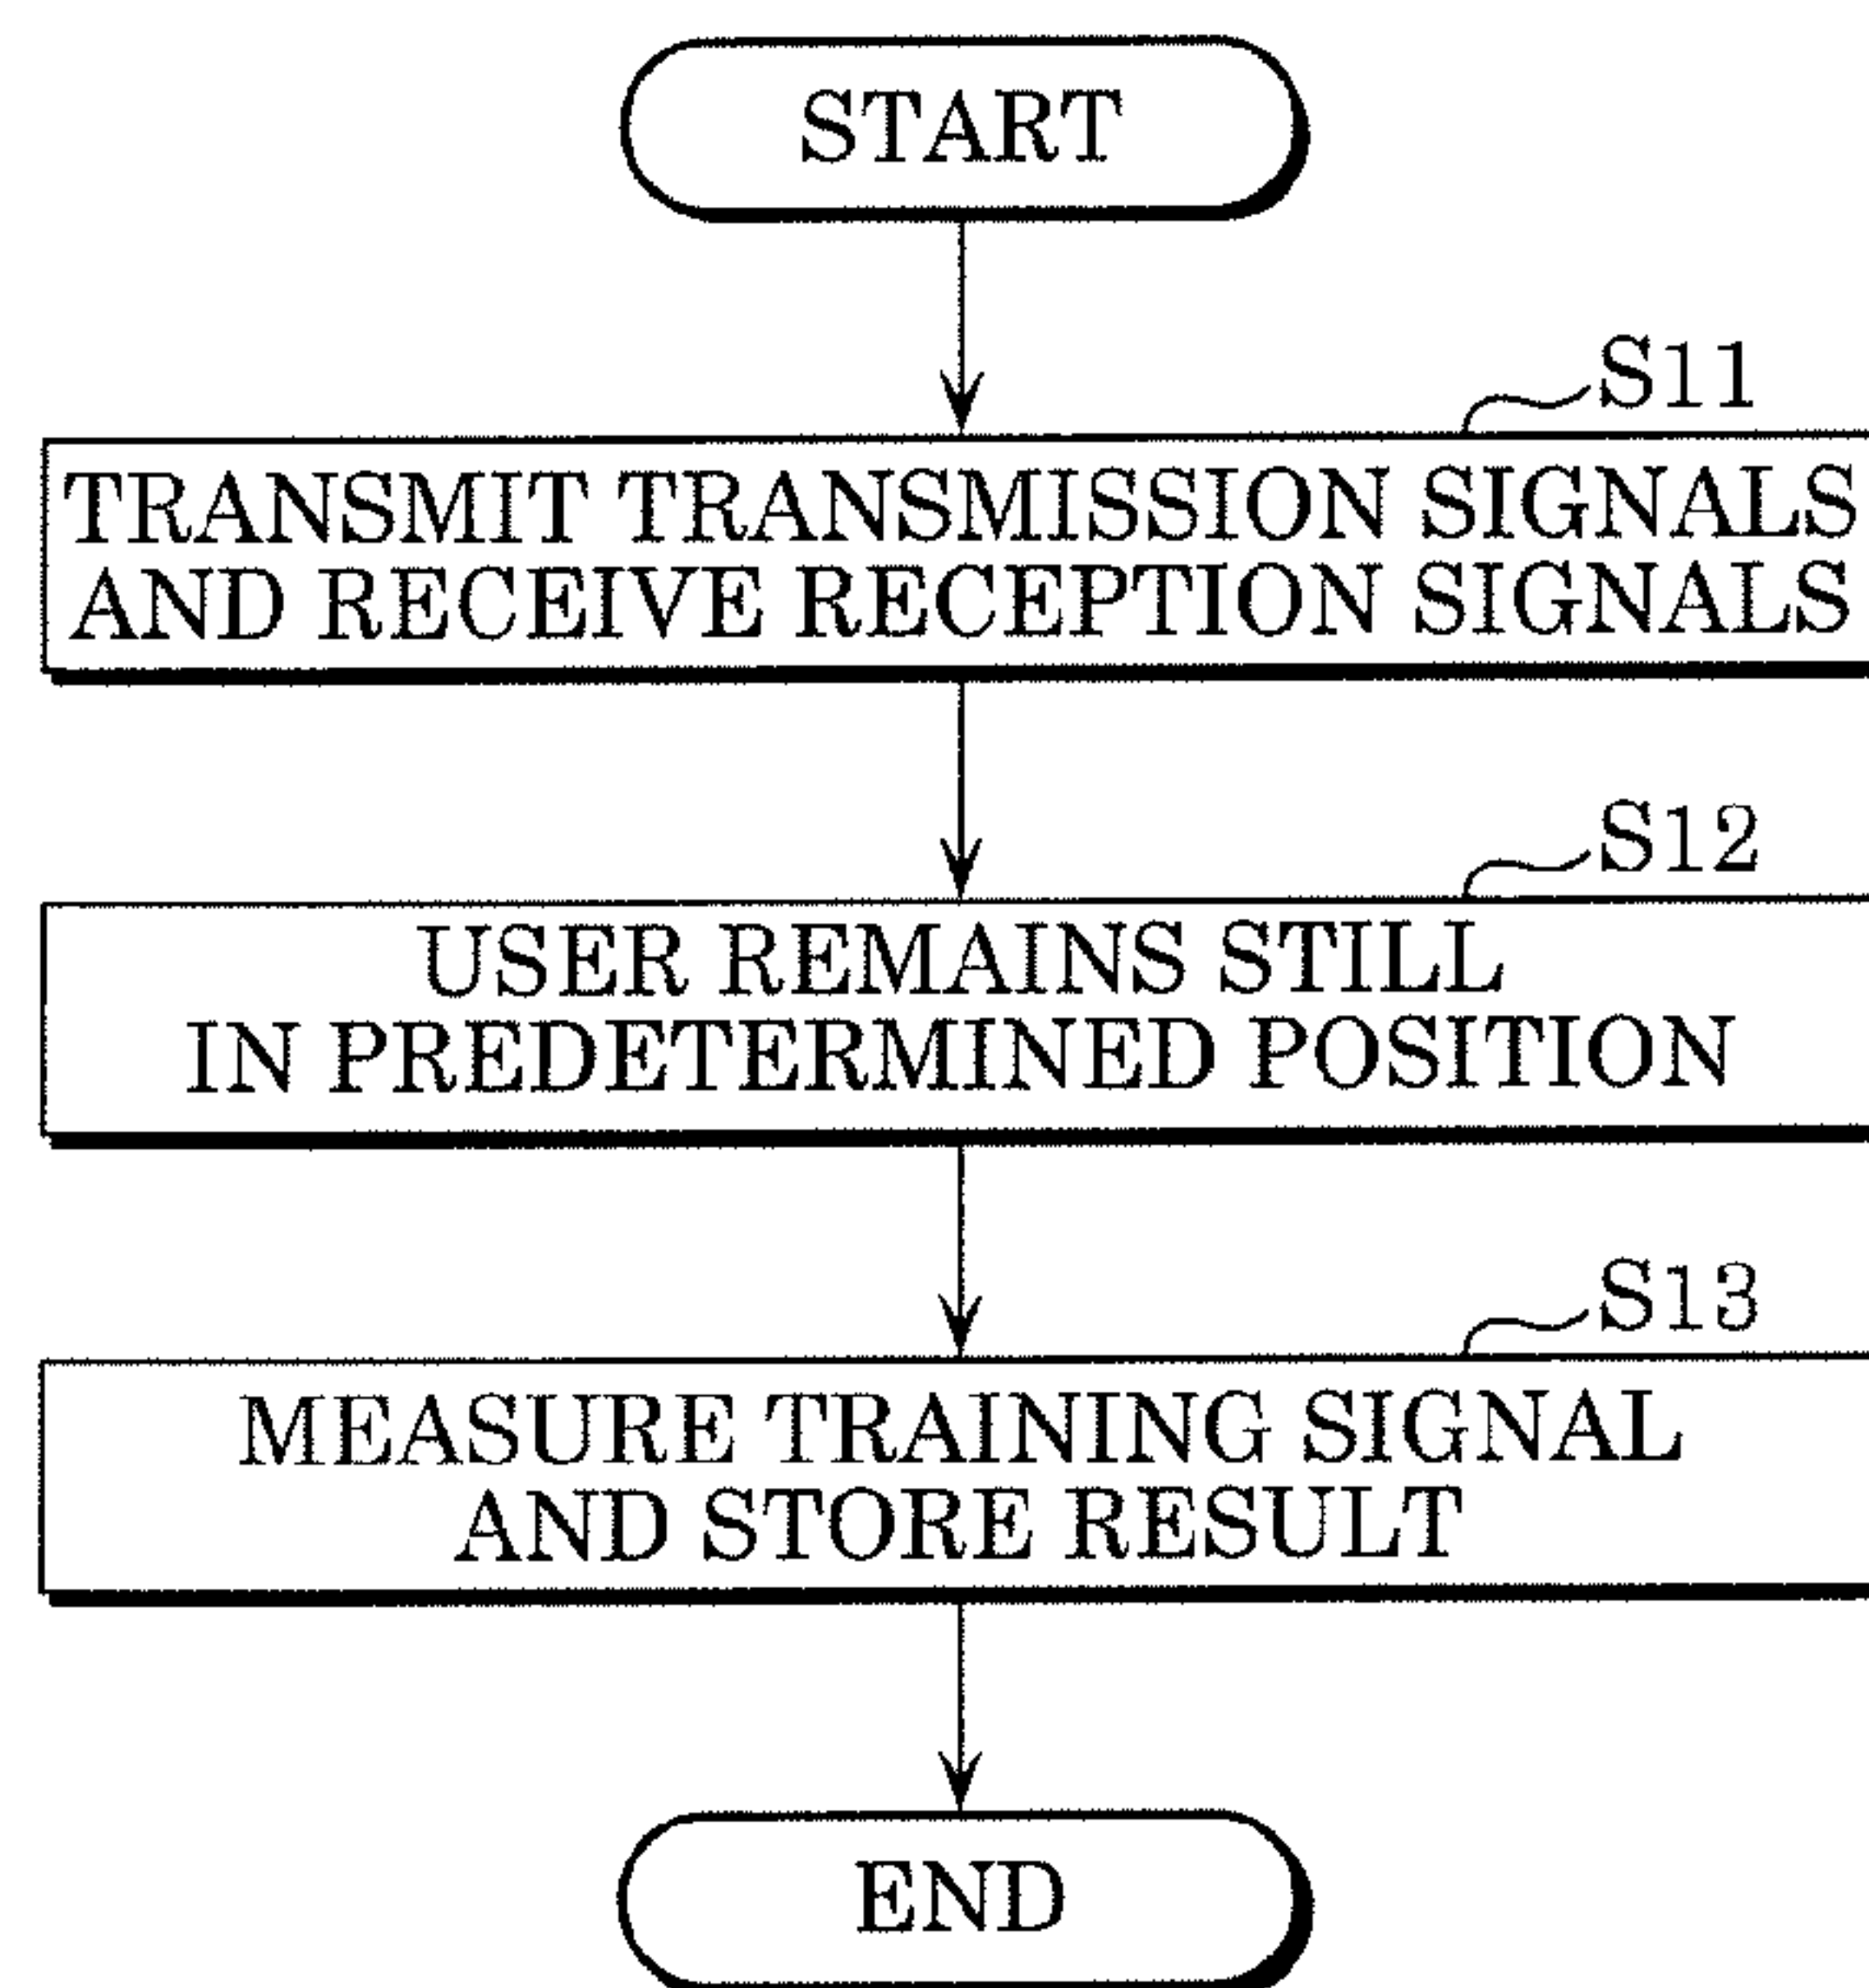 START
S11
TRANSMIT TRANSMISSION SIGNALS
AND RECEIVE RECEPTION SIGNALS
S12
USER REMAINS STILL
IN PREDETERMINED POSITION
S13
MEASURE TRAINING SIGNAL
AND STORE RESULT
END